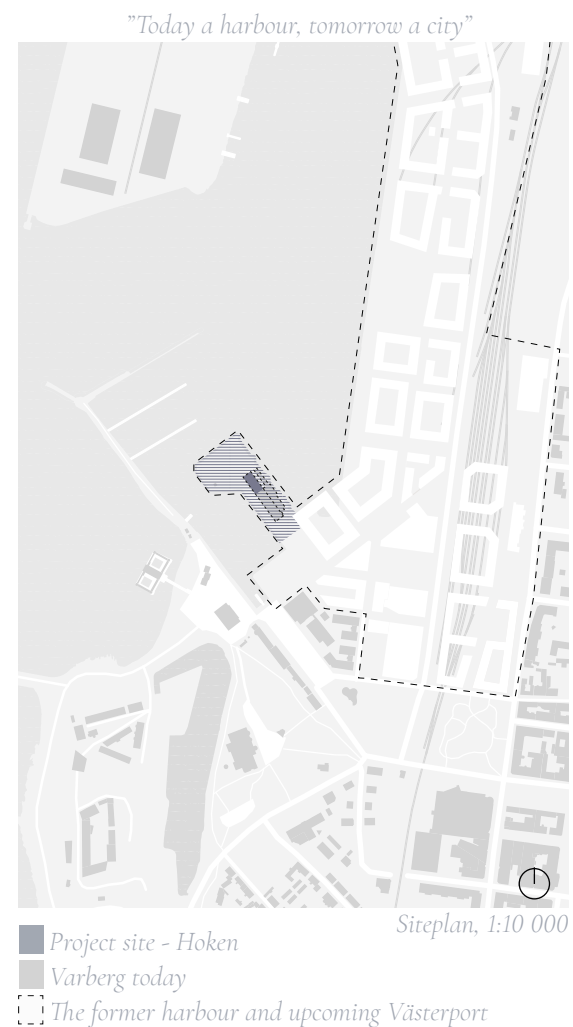 ”Today a harbour, tomorrow a city”
Siteplan, 1:10 000
Project site - Hoken
Varberg today
The former harbour and upcoming Västerport